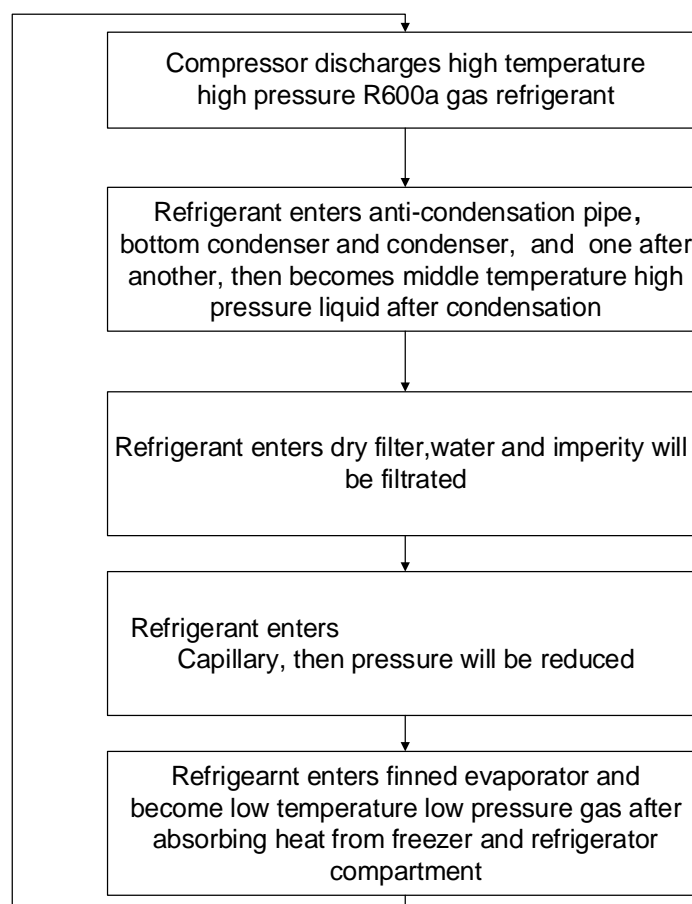 Compressor discharges high temperature
high pressure R600a gas refrigerant
Refrigerant enters anti-condensation pipe,
bottom condenser and condenser, and one after
another, then becomes middle temperature high
pressure liquid after condensation
Refrigerant enters dry filter,water and imperity will
be filtrated
Refrigerant enters
Capillary, then pressure will be reduced
Refrigearnt enters finned evaporator and
become low temperature low pressure gas after
absorbing heat from freezer and refrigerator
compartment